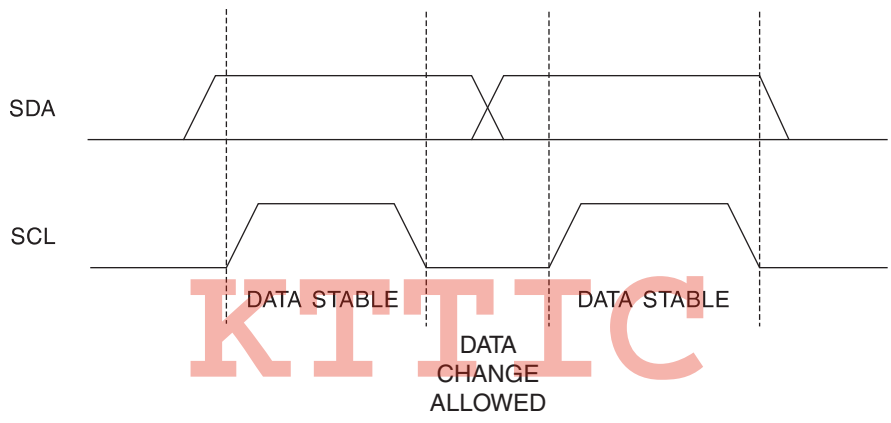 SDA
SCL
DATA STABLE
DATA STABLE
DATA
CHANGE
ALLOWED
KTTIC